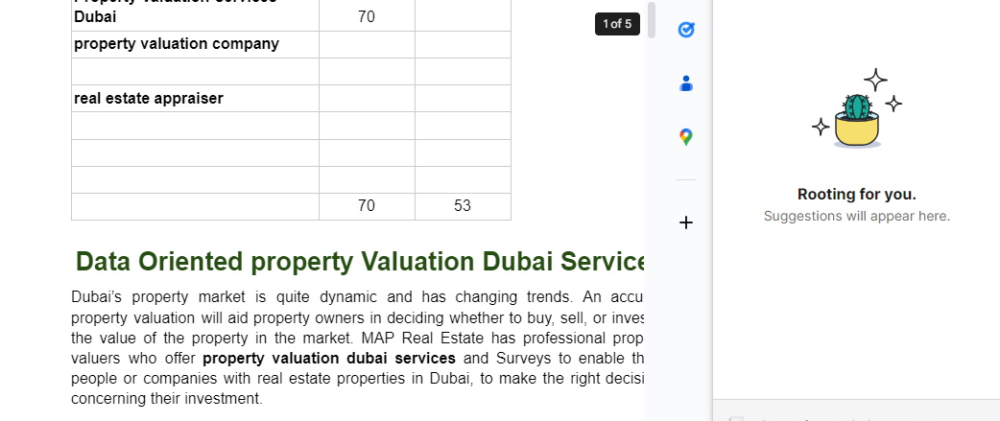 Property Valuation Services
Dubai
70
property valuation company
real estate appraiser
70 53
Data Oriented property Valuation Dubai Service
Dubai's property market is quite dynamic and has changing trends. An accu
property valuation will aid property owners in deciding whether to buy, sell, or inves
the value of the property in the market. MAP Real Estate has professional prop
valuers who offer property valuation dubai services and Surveys to enable th
people or companies with real estate properties in Dubai, to make the right decisi
concerning their investment.
1 of 5
Rooting for you.
Suggestions will appear here.